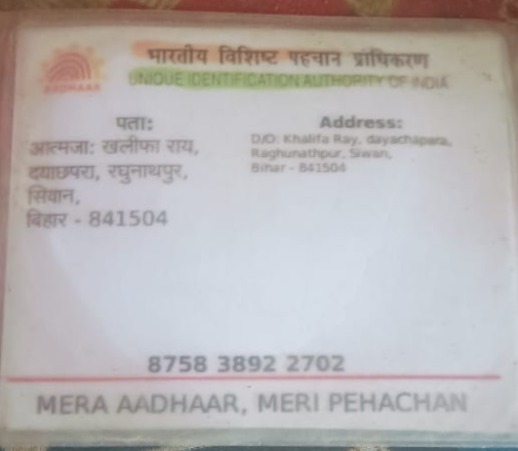 भारतीय विशिष्ट पहचान प्राधिकरण
UNIQUE IDENTIFICATION AUTHORITY OF INDIA
AADHAAR
पता:
आत्मजा: खलीफा राय,
दयाछपरा, रघुनाथपुर,
सिवान,
बिहार - 841504
Address:
D/O: Khalifa Ray, dayachapara,
Raghunathpur, Siwan,
Bihar - 841504
8758 3892 2702
MERA AADHAAR, MERI PEHACHAN